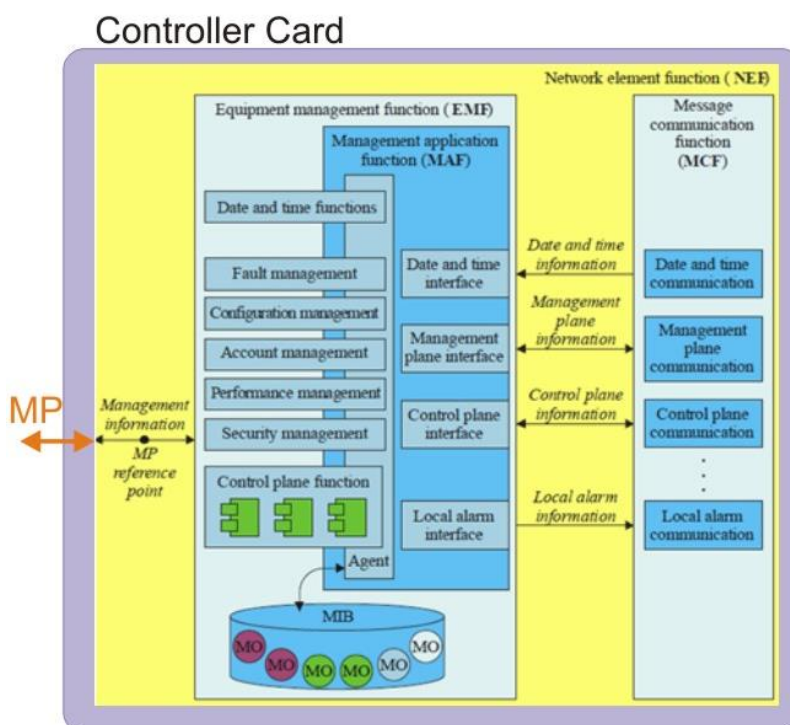 Controller Card
Network element function ( NEF)
Equipment management function ( EMF)
Management application
function (MAF)
Message
communication
function
(MCF)
Date and time functions
Fault management
Configuration management
Account management
Performance management
Security management
Control plane function
Agent
Date and time
interface
Management
plane interface
Control plane
interface
Local alarm
interface
Date and time
information
Management
plane
information
Control plane
information
Local alarm
information
Date and time
communication
Management
plane
communication
Control plane
communication
Local alarm
communication
MP
Management
information
MP
reference
point
MIB
MO
MO
MO
MO
MO
MO